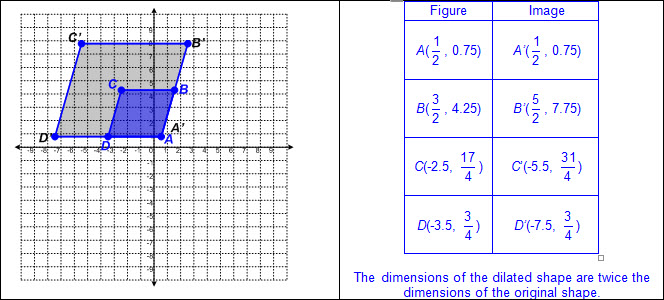 C'
B'
C
B
D'
D
A'
A
Figure Image
A(1/2, 0.75) A'(1/2, 0.75)
B(3/2, 4.25) B'(5/2, 7.75)
C(-2.5, 17/4) C'(-5.5, 31/4)
D(-3.5, 3/4) D'(-7.5, 3/4)
The dimensions of the dilated shape are twice the
dimensions of the original shape.